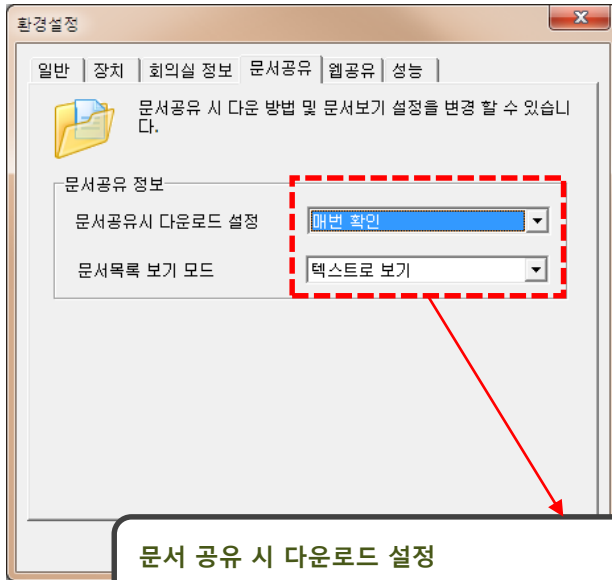 환경설정
일반 장치 회의실 정보 문서공유 웹공유 성능
문서공유 시 다운 방법 및 문서보기 설정을 변경 할 수 있습니
다.
문서공유 정보
문서공유시 다운로드 설정 매번 확인
문서목록 보기 모드 텍스트로 보기
문서 공유 시 다운로드 설정